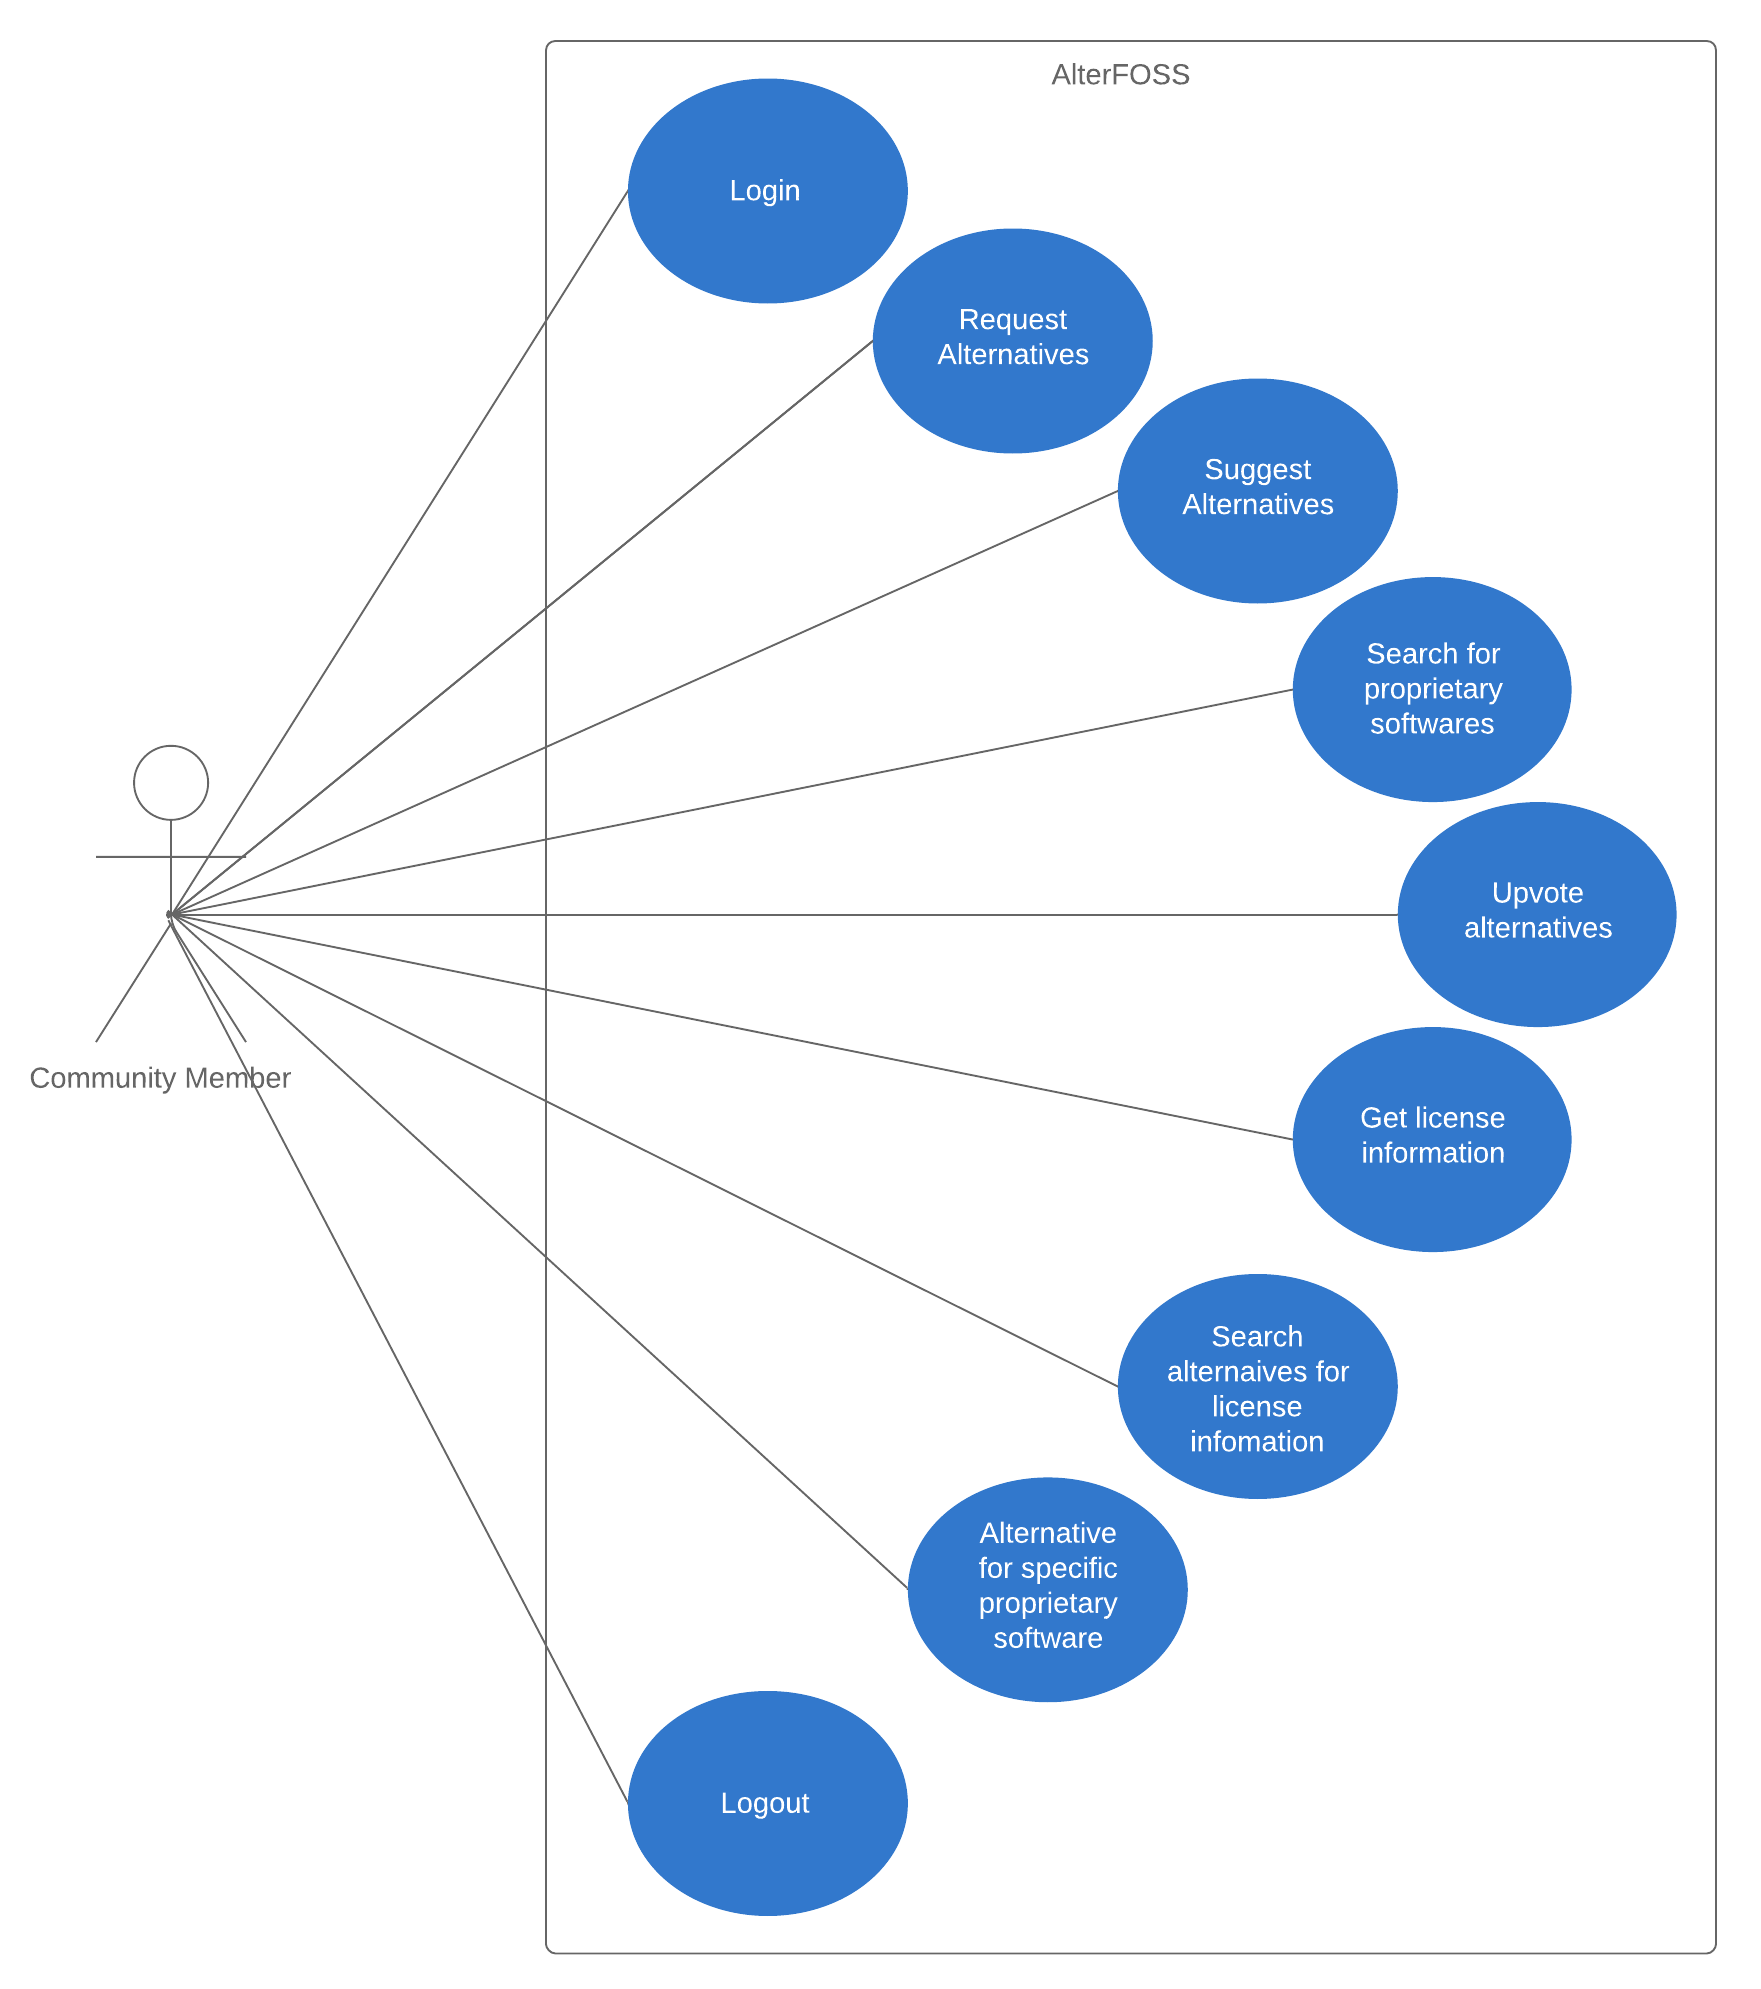 AlterFOSS
Login
Request
Alternatives
Suggest
Alternatives
Search for
proprietary
softwares
Upvote
alternatives
Community Member
Get license
information
Search
alternaives for
license
infomation
Alternative
for specific
proprietary
software
Logout